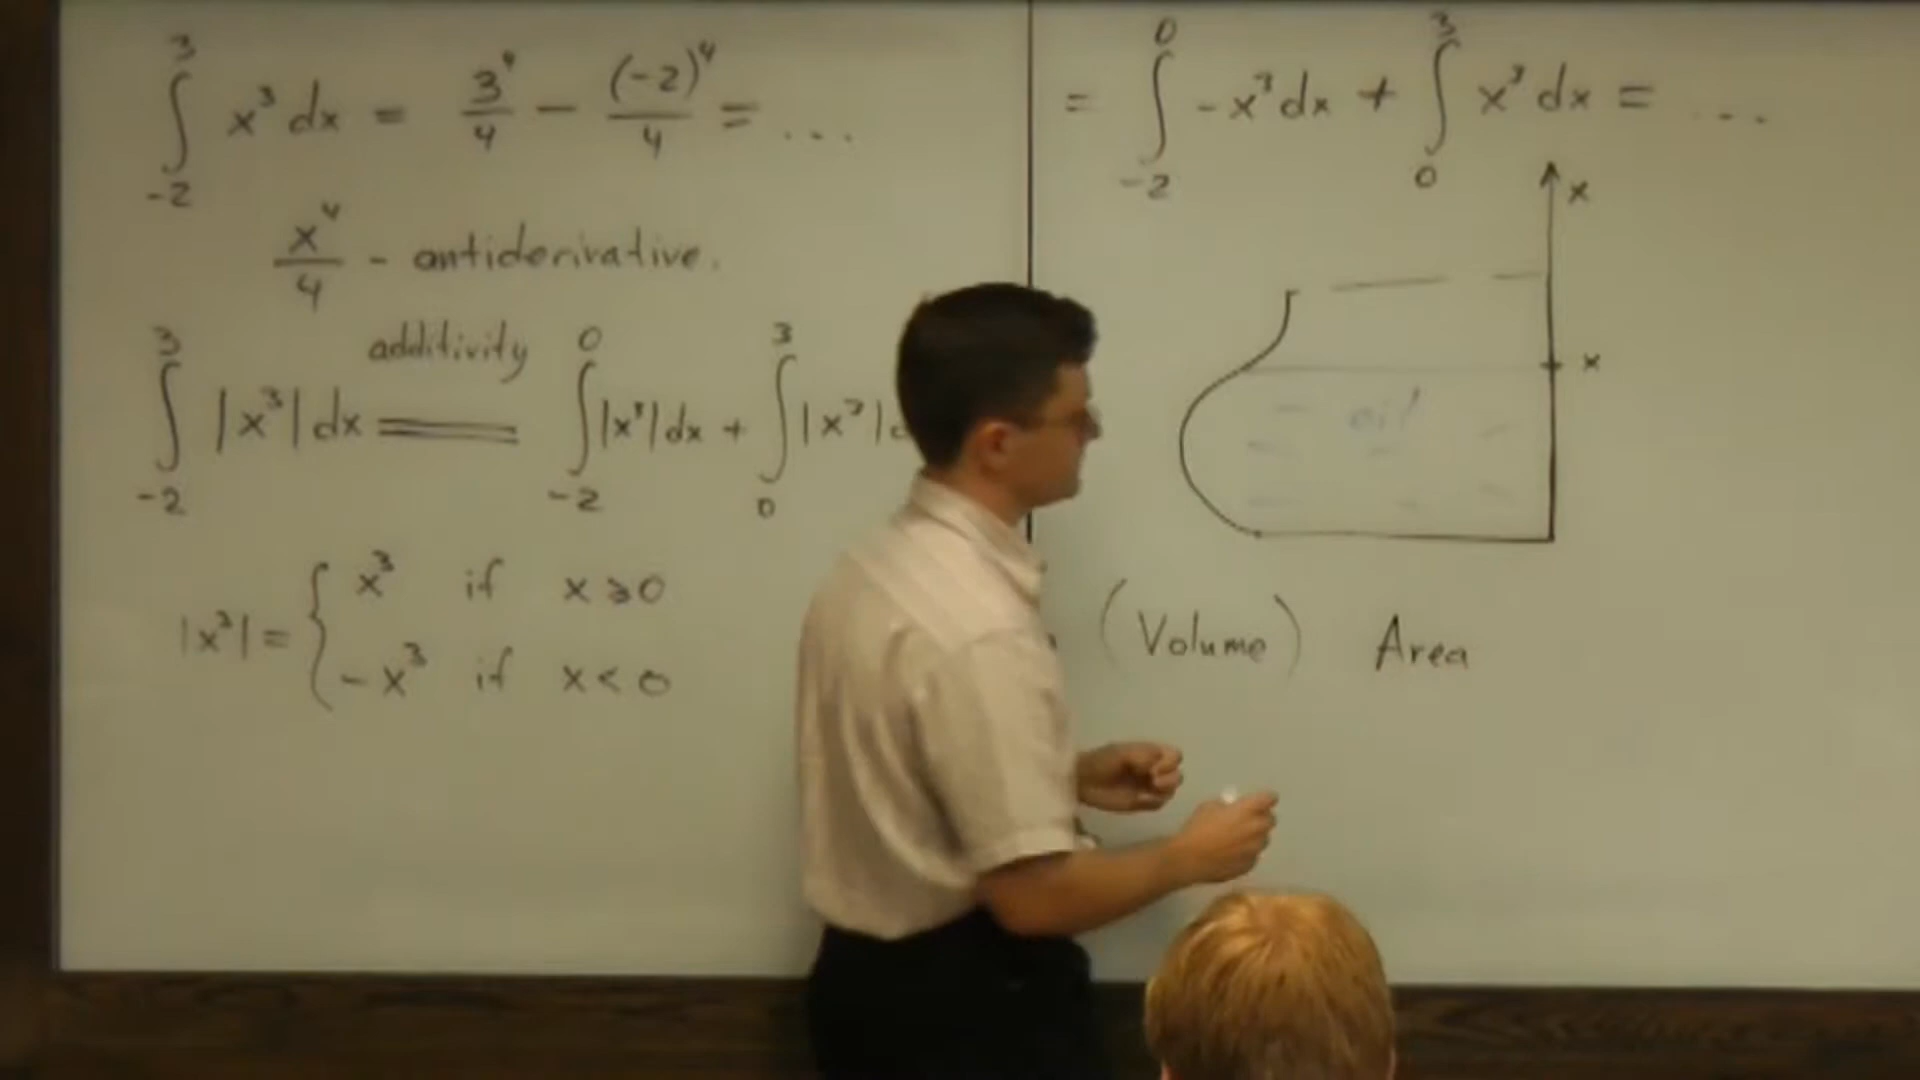 ∫_{-2}^{3} x³ dx = 3⁴/4 − (-2)⁴/4 = ...
x⁴/4 - antiderivative.
additivity
∫_{-2}^{3} |x³| dx = ∫_{-2}^{0} |x³| dx + ∫_{0}^{3} |x³|
|x³| = { x³ if x ⩾ 0
-x³ if x < 0
= ∫_{-2}^{0} -x³ dx + ∫_{0}^{3} x³ dx = ...
x
x
oil
(Volume) Area